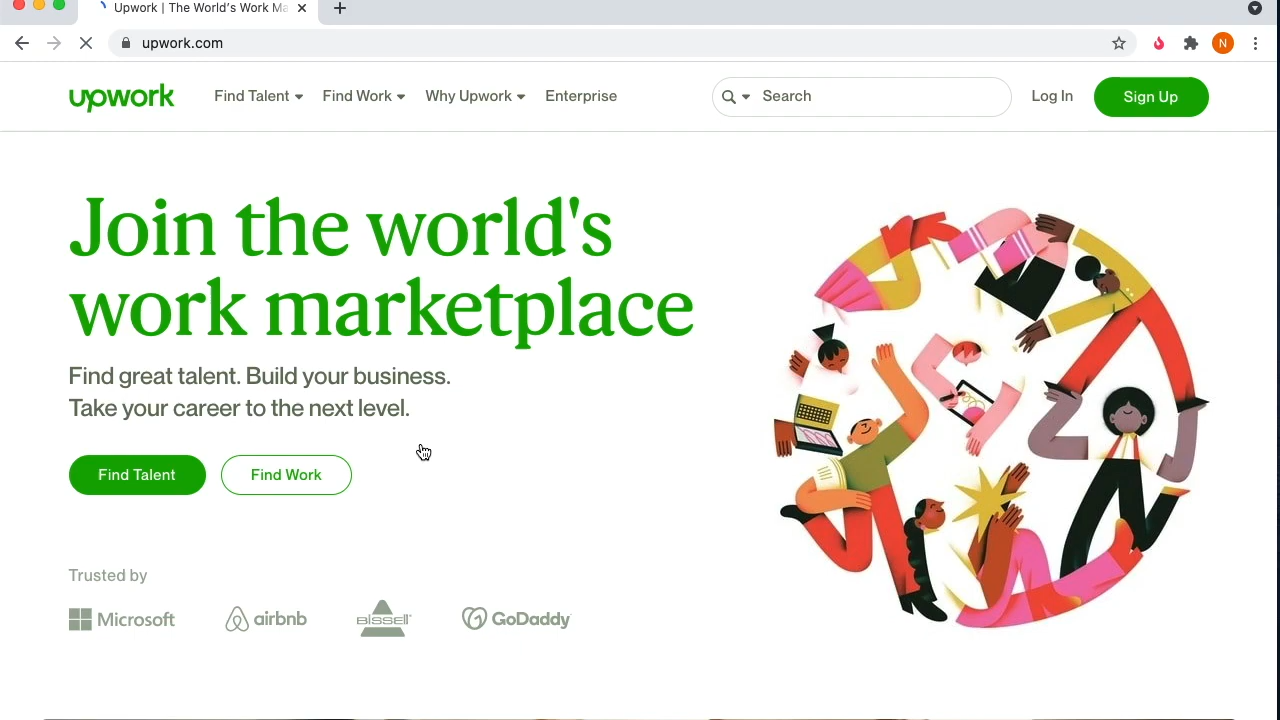 Upwork | The World's Work Ma
upwork.com
N
upwork
Find Talent
Find Work
Why Upwork
Enterprise
Search
Log In
Sign Up
Join the world's
work marketplace
Find great talent. Build your business.
Take your career to the next level.
Find Talent
Find Work
Trusted by
Microsoft
airbnb
BISSELL
GoDaddy